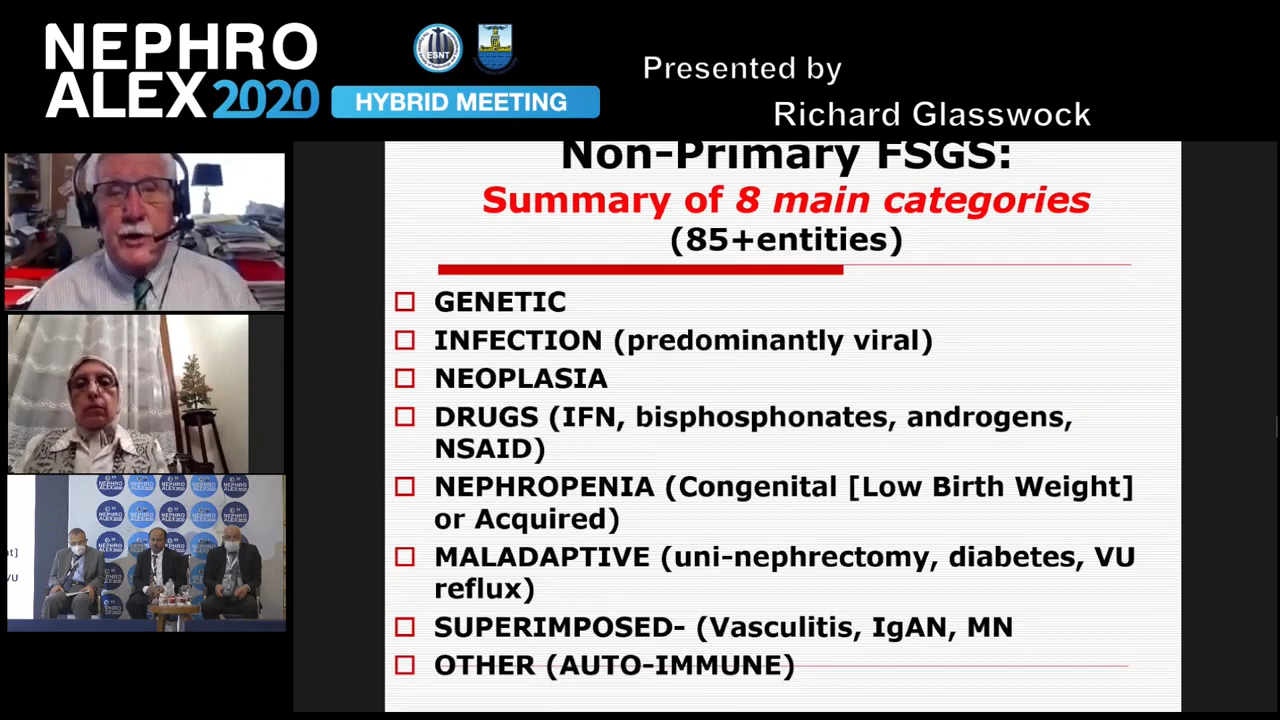 NEPHRO
ALEX2020
HYBRID MEETING
ESNT
Presented by
Richard Glasswock
Non-Primary FSGS:
Summary of 8 main categories
(85+entities)
GENETIC
INFECTION (predominantly viral)
NEOPLASIA
DRUGS (IFN, bisphosphonates, androgens,
NSAID)
NEPHROPENIA (Congenital [Low Birth Weight]
or Acquired)
MALADAPTIVE (uni-nephrectomy, diabetes, VU
reflux)
SUPERIMPOSED- (Vasculitis, IgAN, MN
OTHER (AUTO-IMMUNE)